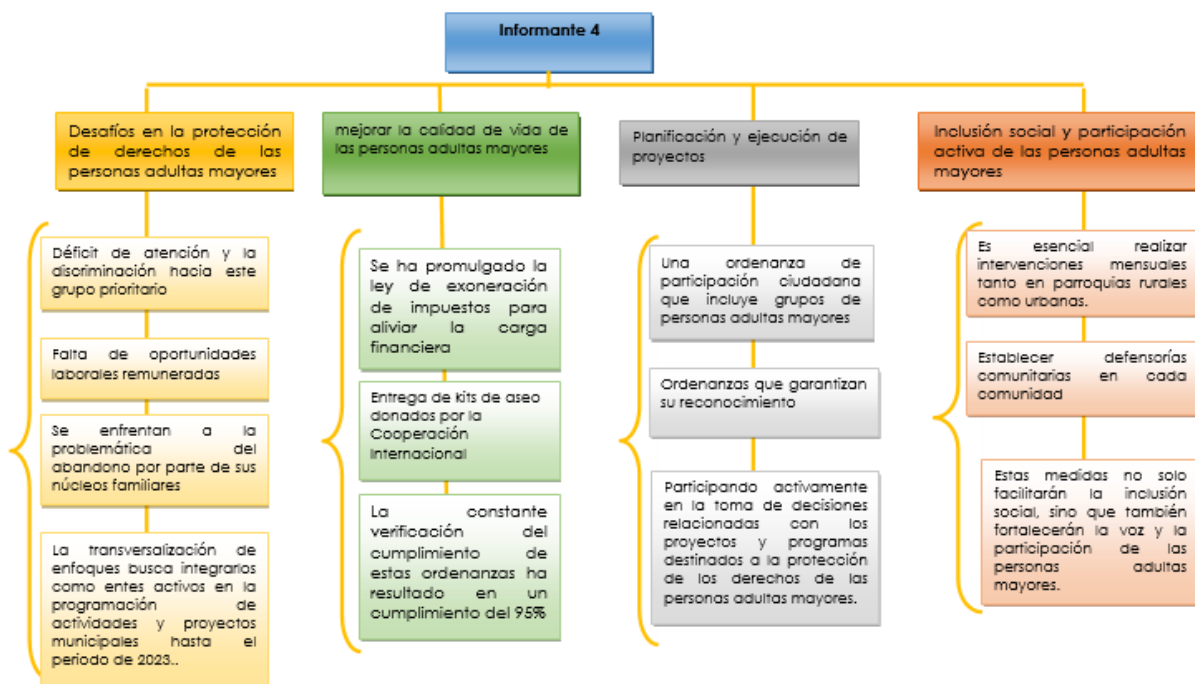 Informante 4
Desafíos en la protección
de derechos de las
personas adultas mayores
Déficit de atención y la
discriminación hacia este
grupo prioritario
Falta de oportunidades
laborales remuneradas
Se enfrentan a la
problemática del
abandono por parte de sus
núcleos familiares
La transversalización de
enfoques busca integrarlos
como entes activos en la
programación de
actividades y proyectos
municipales hasta el
periodo de 2023..
mejorar la calidad de vida de
las personas adultas mayores
Se ha promulgado la
ley de exoneración
de impuestos para
aliviar la carga
financiera
Entrega de kits de aseo
donados por la
Cooperación
Internacional
La constante
verificación del
cumplimiento de
estas ordenanzas ha
resultado en un
cumplimiento del 95%
Planificación y ejecución de
proyectos
Una ordenanza de
participación ciudadana
que incluye grupos de
personas adultas mayores
Ordenanzas que garantizan
su reconocimiento
Participando activamente
en la toma de decisiones
relacionadas con los
proyectos y programas
destinados a la protección
de los derechos de las
personas adultas mayores.
Inclusión social y participación
activa de las personas adultas
mayores
Es esencial realizar
intervenciones mensuales
tanto en parroquias rurales
como urbanas.
Establecer defensorías
comunitarias en cada
comunidad
Estas medidas no solo
facilitarán la inclusión
social, sino que también
fortalecerán la voz y la
participación de las
personas adultas
mayores.